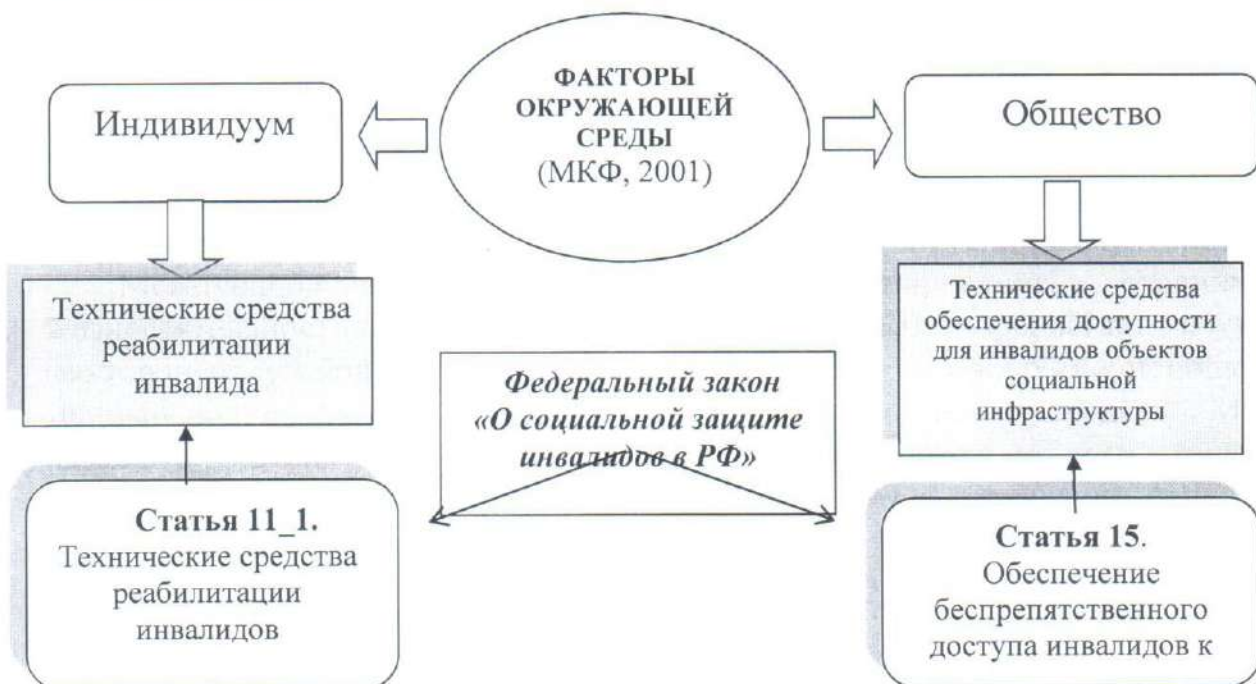 ФАКТОРЫ
ОКРУЖАЮЩЕЙ
СРЕДЫ
(МКФ, 2001)
Индивидуум
Общество
Технические средства
реабилитации
инвалида
Технические средства
обеспечения доступности
для инвалидов объектов
социальной
инфраструктуры
Федеральный закон
«О социальной защите
инвалидов в РФ»
Статья 11_1.
Технические средства
реабилитации
инвалидов
Статья 15.
Обеспечение
беспрепятственного
доступа инвалидов к